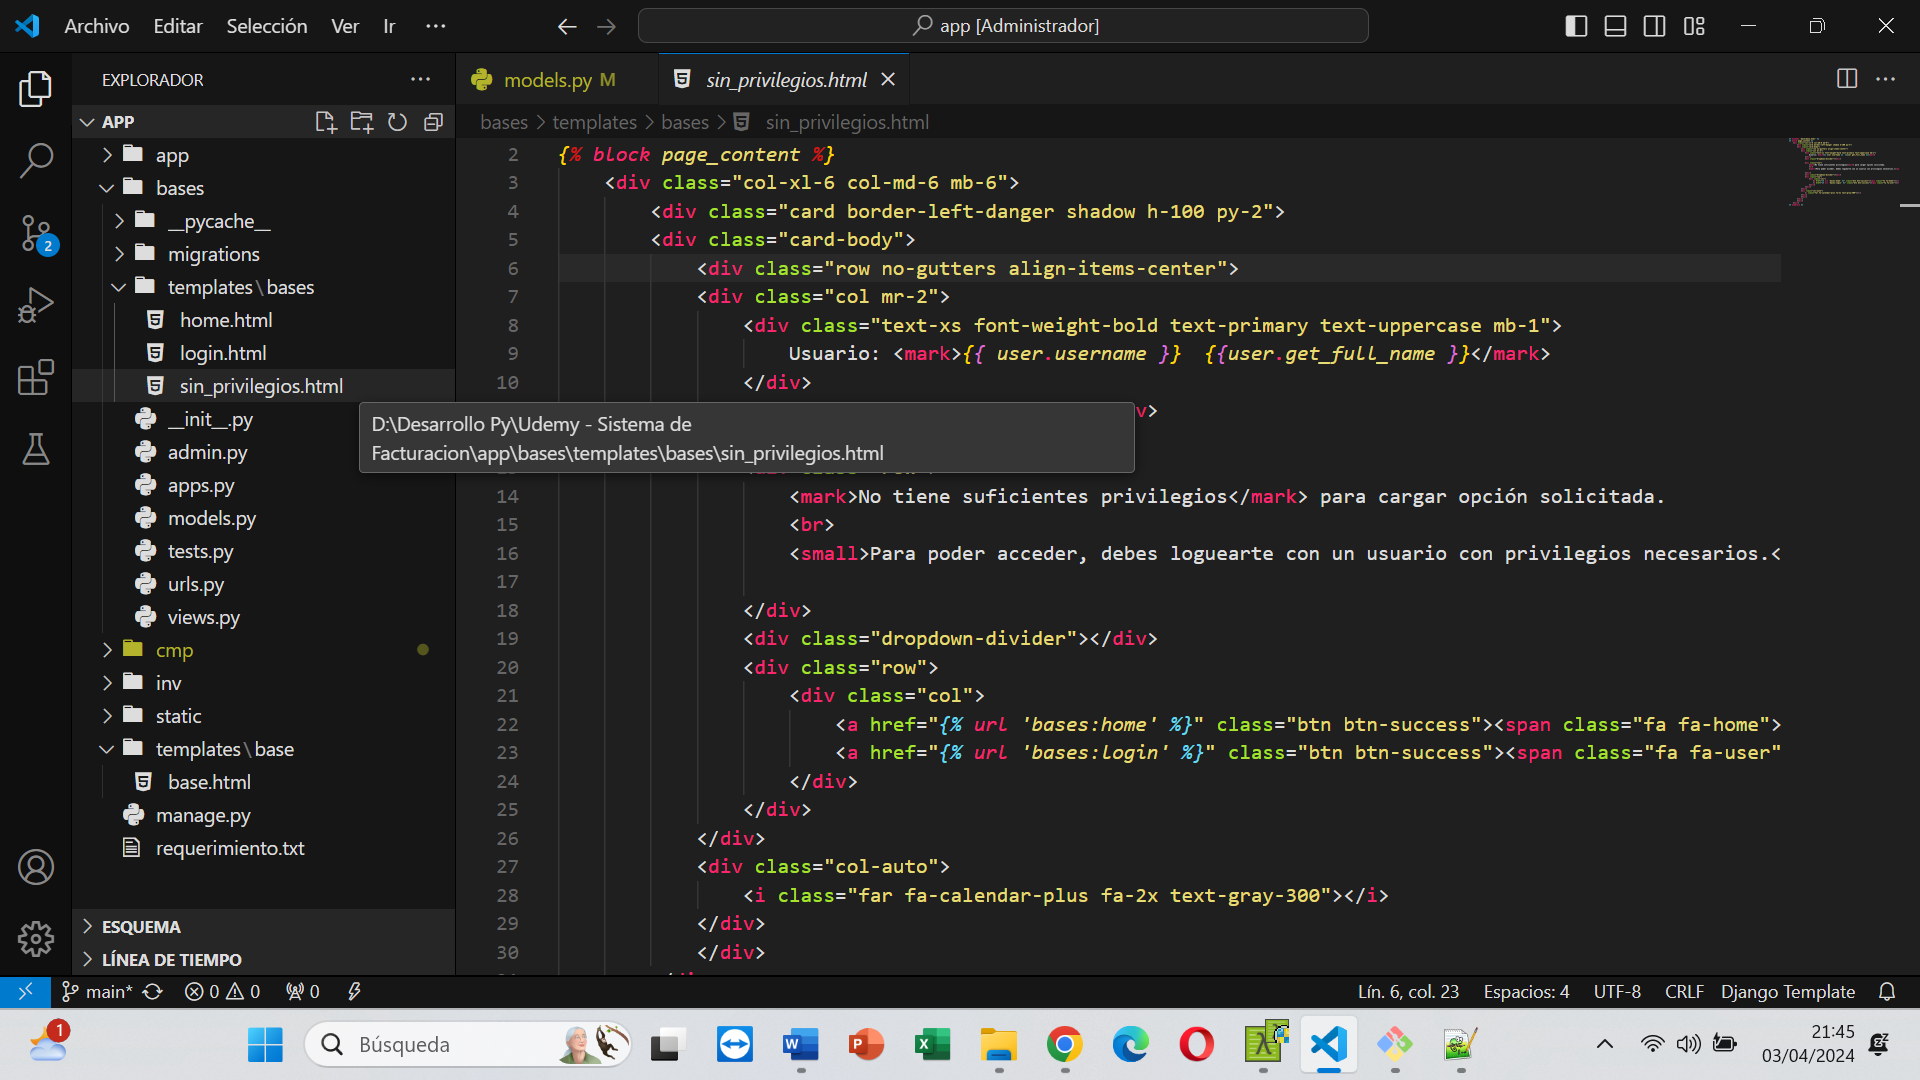 Archivo Editar Selección Ver Ir ···
app [Administrador]
EXPLORADOR
APP
app
bases
__pycache__
migrations
templates\bases
home.html
login.html
sin_privilegios.html
__init__.py
admin.py
apps.py
models.py
tests.py
urls.py
views.py
cmp
inv
static
templates\base
base.html
manage.py
requerimiento.txt
ESQUEMA
LÍNEA DE TIEMPO
2
models.py M
sin_privilegios.html
bases > templates > bases > sin_privilegios.html
2 {% block page_content %}
3 <div class="col-xl-6 col-md-6 mb-6">
4 <div class="card border-left-danger shadow h-100 py-2">
5 <div class="card-body">
6 <div class="row no-gutters align-items-center">
7 <div class="col mr-2">
8 <div class="text-xs font-weight-bold text-primary text-uppercase mb-1">
9 Usuario: <mark>{{ user.username }}  {{user.get_full_name }}</mark>
10 </div>
v>
D:\Desarrollo Py\Udemy - Sistema de
Facturacion\app\bases\templates\bases\sin_privilegios.html
14 <mark>No tiene suficientes privilegios</mark> para cargar opción solicitada.
15 <br>
16 <small>Para poder acceder, debes loguearte con un usuario con privilegios necesarios.<
17
18 </div>
19 <div class="dropdown-divider"></div>
20 <div class="row">
21 <div class="col">
22 <a href="{% url 'bases:home' %}" class="btn btn-success"><span class="fa fa-home">
23 <a href="{% url 'bases:login' %}" class="btn btn-success"><span class="fa fa-user"
24 </div>
25 </div>
26 </div>
27 <div class="col-auto">
28 <i class="far fa-calendar-plus fa-2x text-gray-300"></i>
29 </div>
30 </div>
main* 0 0 0
Lín. 6, col. 23 Espacios: 4 UTF-8 CRLF Django Template
1
Búsqueda
21:45
03/04/2024